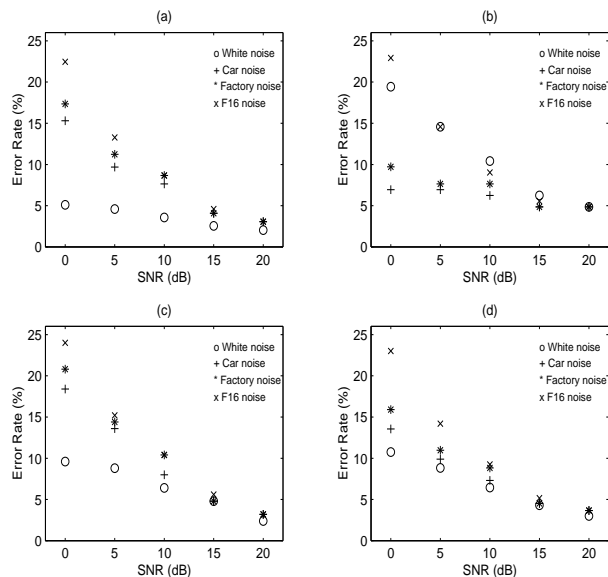 (a)
25
20
15
10
5
0
Error Rate (%)
0 5 10 15 20
SNR (dB)
o White noise
+ Car noise
* Factory noise
x F16 noise
(b)
25
20
15
10
5
0
Error Rate (%)
0 5 10 15 20
SNR (dB)
o White noise
+ Car noise
* Factory noise
x F16 noise
(c)
25
20
15
10
5
0
Error Rate (%)
0 5 10 15 20
SNR (dB)
o White noise
+ Car noise
* Factory noise
x F16 noise
(d)
25
20
15
10
5
0
Error Rate (%)
0 5 10 15 20
SNR (dB)
o White noise
+ Car noise
* Factory noise
x F16 noise